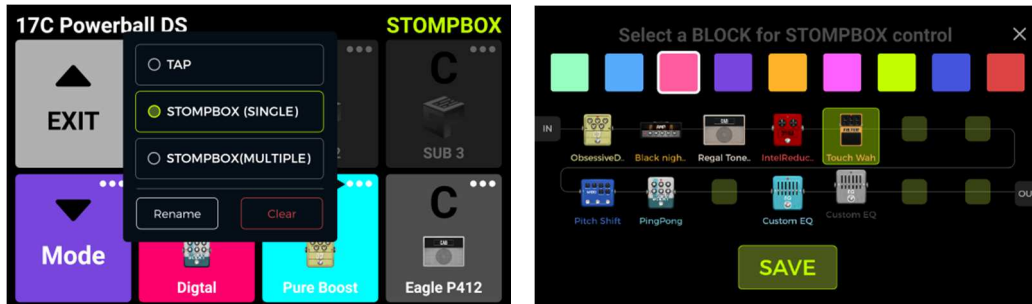 17C Powerball DS
STOMPBOX
TAP
STOMPBOX (SINGLE)
STOMPBOX(MULTIPLE)
Rename
Clear
EXIT
C
SUB 3
Mode
Digtal
Pure Boost
C
Eagle P412
Select a BLOCK for STOMPBOX control
IN
ObsessiveD..
Black nigh..
Regal Tone..
IntelReduc..
Touch Wah
Pitch Shift
PingPong
Custom EQ
Custom EQ
OU
SAVE